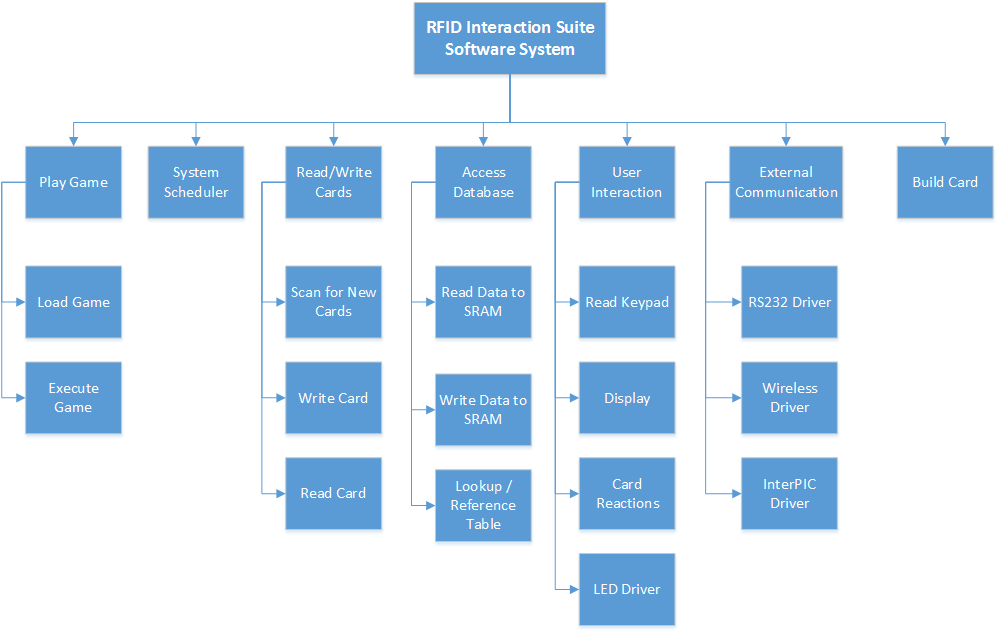 RFID Interaction Suite
Software System
Play Game
System
Scheduler
Read/Write
Cards
Access
Database
User
Interaction
External
Communication
Build Card
Load Game
Scan for New
Cards
Read Data to
SRAM
Read Keypad
RS232 Driver
Execute
Game
Write Card
Write Data to
SRAM
Display
Wireless
Driver
Read Card
Lookup /
Reference
Table
Card
Reactions
InterPIC
Driver
LED Driver